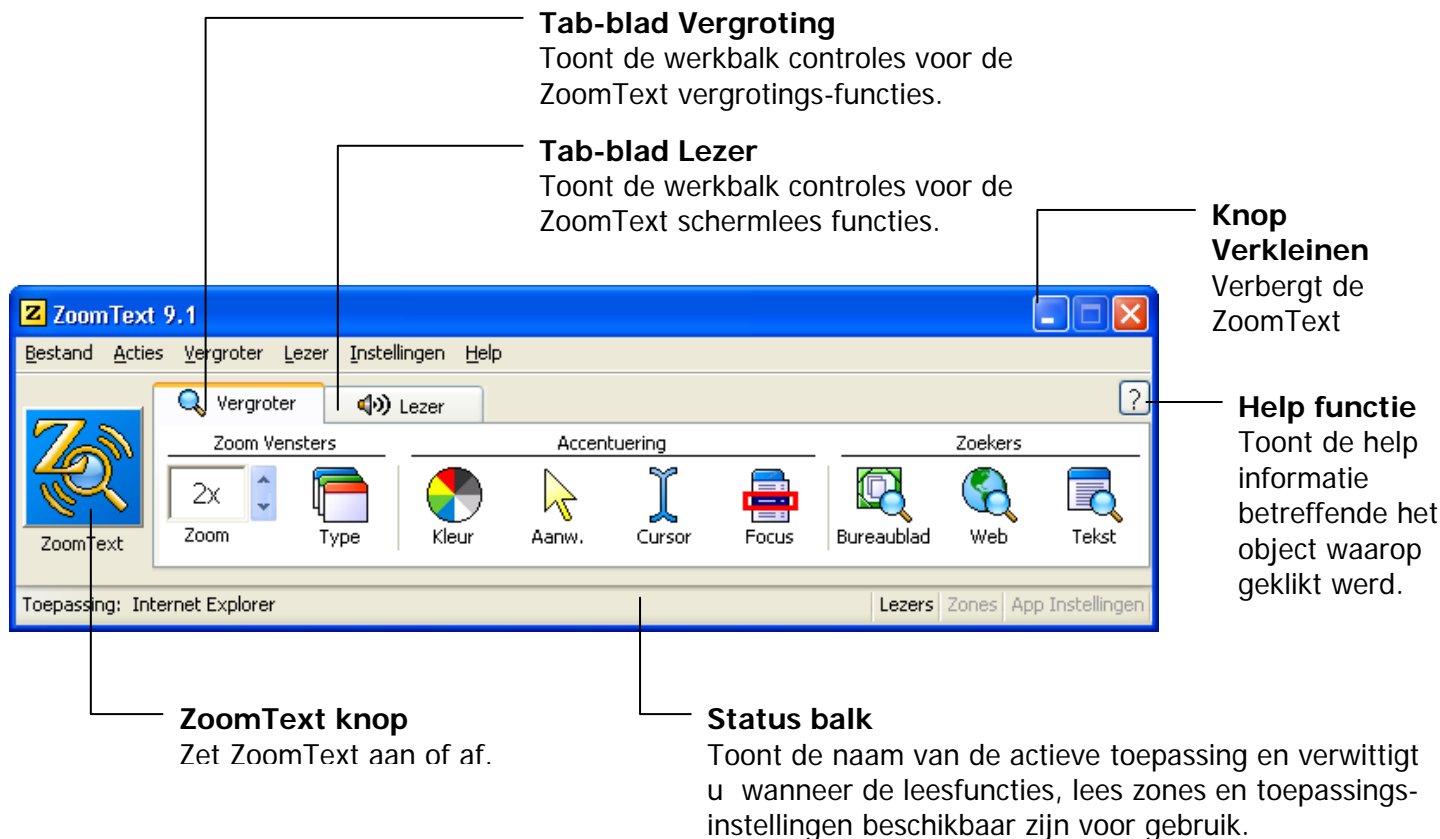 Tab-blad Vergroting
Toont de werkbalk controles voor de
ZoomText vergrotings-functies.
Tab-blad Lezer
Toont de werkbalk controles voor de
ZoomText schermlees functies.
Knop
Verkleinen
Verbergt de
ZoomText
Z ZoomText 9.1
Bestand Acties Vergroter Lezer Instellingen Help
Vergroter Lezer ?
Zoom Vensters Accentuering Zoekers
2x
Zoom Type Kleur Aanw. Cursor Focus Bureaublad Web Tekst
ZoomText
Toepassing: Internet Explorer Lezers Zones App Instellingen
Help functie
Toont de help
informatie
betreffende het
object waarop
geklikt werd.
ZoomText knop
Zet ZoomText aan of af.
Status balk
Toont de naam van de actieve toepassing en verwittigt
u wanneer de leesfuncties, lees zones en toepassings-
instellingen beschikbaar zijn voor gebruik.